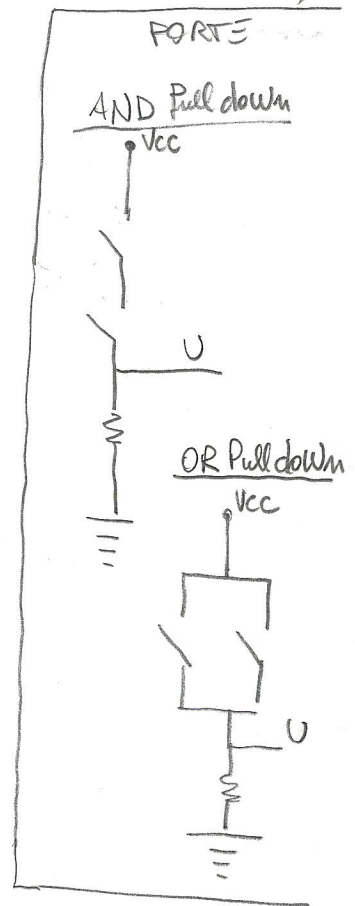 PORTE
AND Pull down
Vcc
U
OR Pull down
Vcc
U